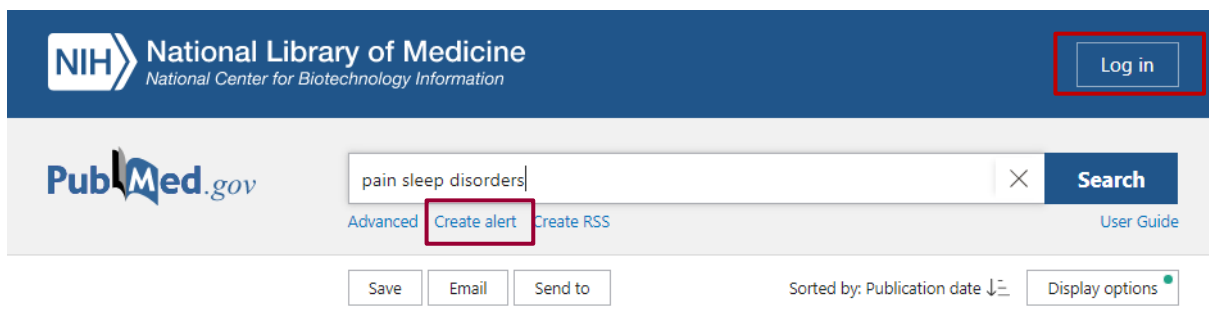 NIH National Library of Medicine
National Center for Biotechnology Information
Log in
PubMed.gov
pain sleep disorders
Search
Advanced Create alert Create RSS
User Guide
Save Email Send to
Sorted by: Publication date
Display options